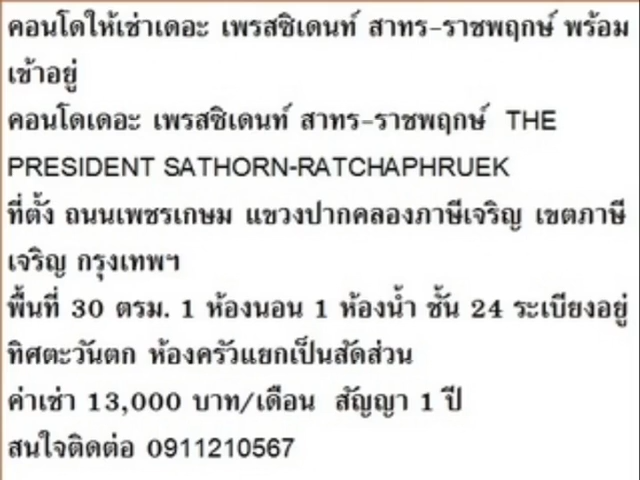 คอนโดให้เช่าเดอะ เพรสซิเดนท์ สาทร-ราชพฤกษ์ พร้อม
เข้าอยู่
คอนโดเดอะ เพรสซิเดนท์ สาทร-ราชพฤกษ์ THE
PRESIDENT SATHORN-RATCHAPHRUEK
ที่ตั้ง ถนนเพชรเกษม แขวงปากคลองภาษีเจริญ เขตภาษี
เจริญ กรุงเทพฯ
พื้นที่ 30 ตรม. 1 ห้องนอน 1 ห้องน้ำ ชั้น 24 ระเบียงอยู่
ทิศตะวันตก ห้องครัวแยกเป็นสัดส่วน
ค่าเช่า 13,000 บาท/เดือน สัญญา 1 ปี
สนใจติดต่อ 0911210567